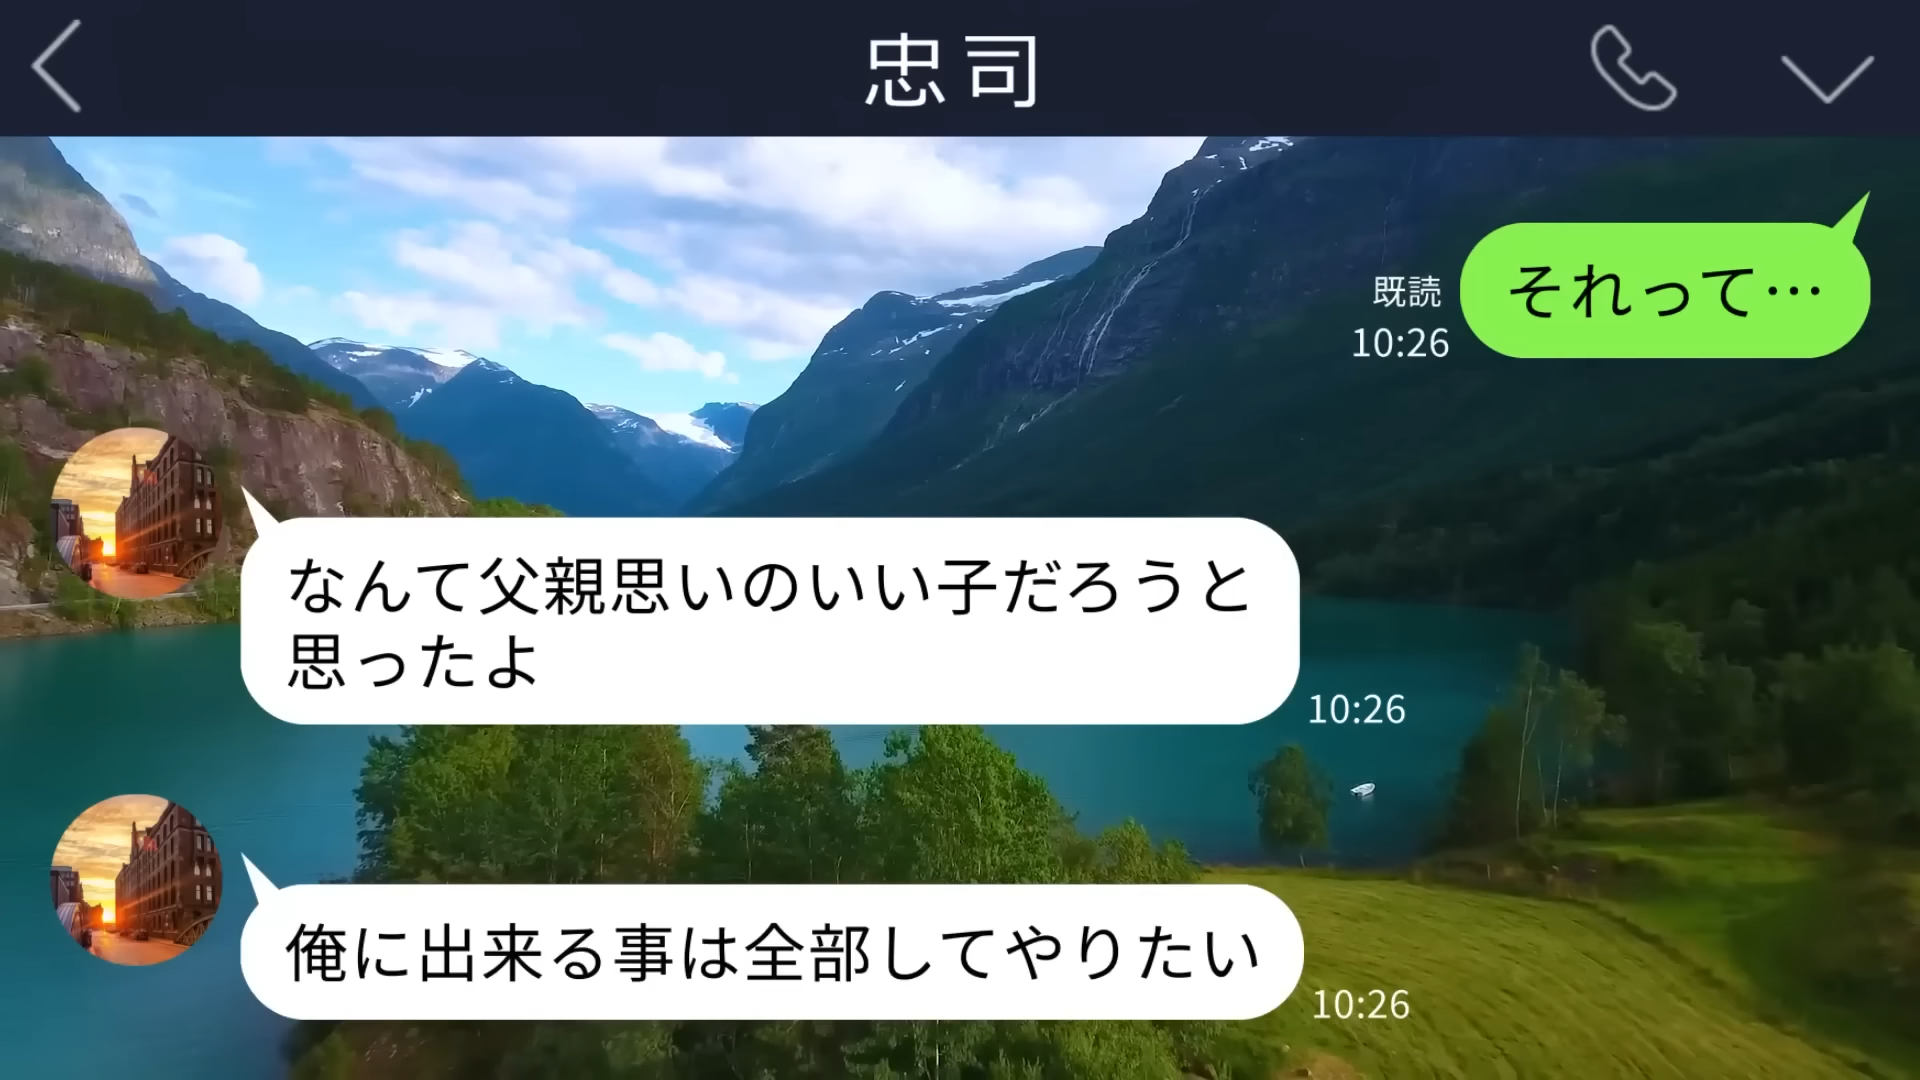 忠司
それって…
既読
10:26
なんて父親思いのいい子だろうと
思ったよ
10:26
俺に出来る事は全部してやりたい
10:26